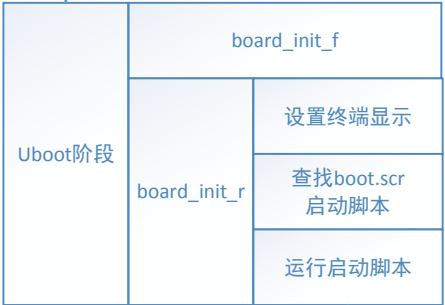 Uboot阶段
board_init_f
board_init_r
设置终端显示
查找boot.scr
启动脚本
运行启动脚本